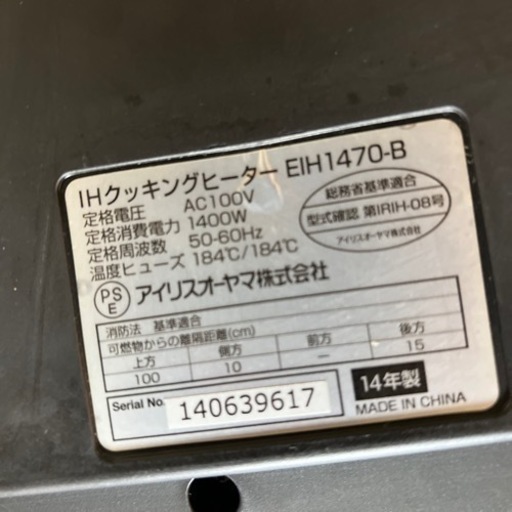 IHクッキングヒーター EIH1470-B
定格電圧 AC100V
定格消費電力 1400W
定格周波数 50-60Hz
温度ヒューズ 184℃/184℃
総務省基準適合
型式確認 第IRIH-08号
アイリスオーヤマ株式会社
PSE アイリスオーヤマ株式会社
消防法 基準適合
可燃物からの離隔距離(cm)
上方 側方 前方 後方
100 10 — 15
Serial No. 140639617
14年製
MADE IN CHINA